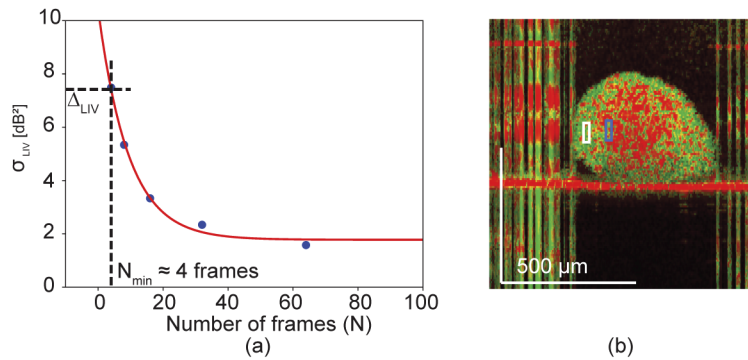 10
8
6
4
2
0
σLIV [dB²]
ΔLIV
Nmin ≈ 4 frames
0 20 40 60 80 100
Number of frames (N)
(a)
500 µm
(b)